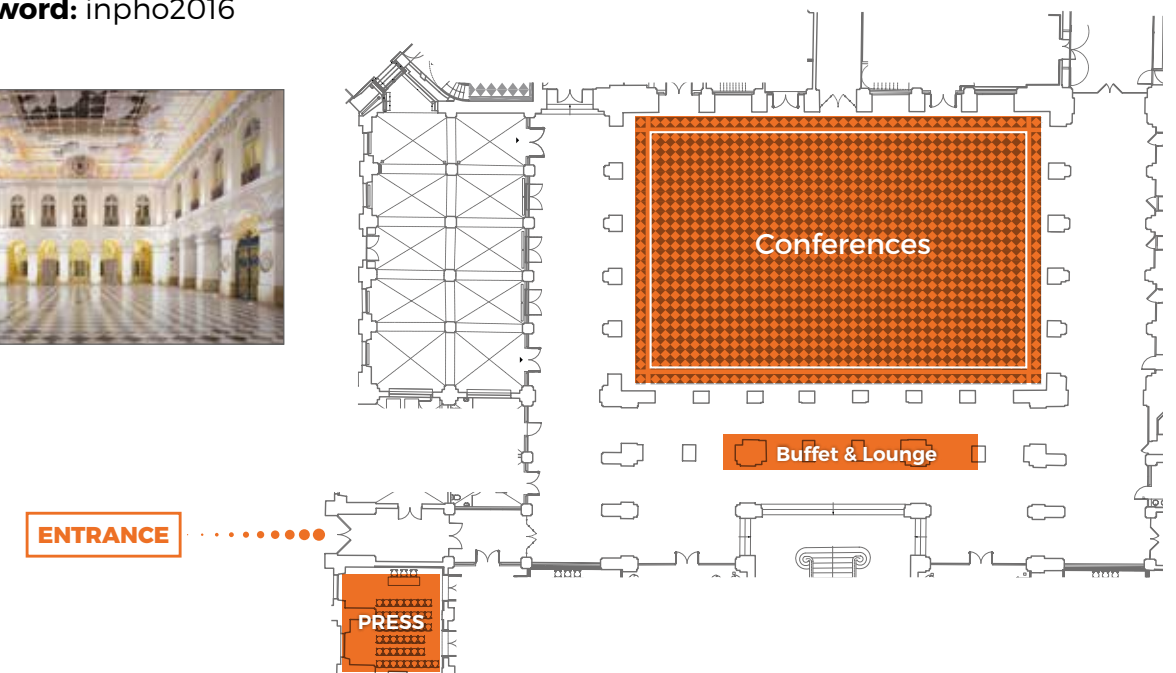 word: inpho2016
Conferences
Buffet & Lounge
ENTRANCE
PRESS